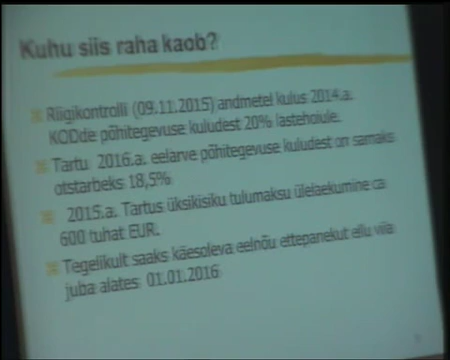 Kuhu siis raha kaob?
Riigikontrolli (09.11.2015) andmetel kulus 2014.a.
KOVde põhitegevuse kuludest 20% lastehoiule.
Tartu 2016.a. eelarve põhitegevuse kuludest on samaks
otstarbeks 18,5%
2015.a. Tartus üksikisiku tulumaksu ülelaekumine ca
600 tuhat EUR.
Tegelikult saaks käesoleva eelnõu ettepanekut ellu viia
juba alates 01.01.2016